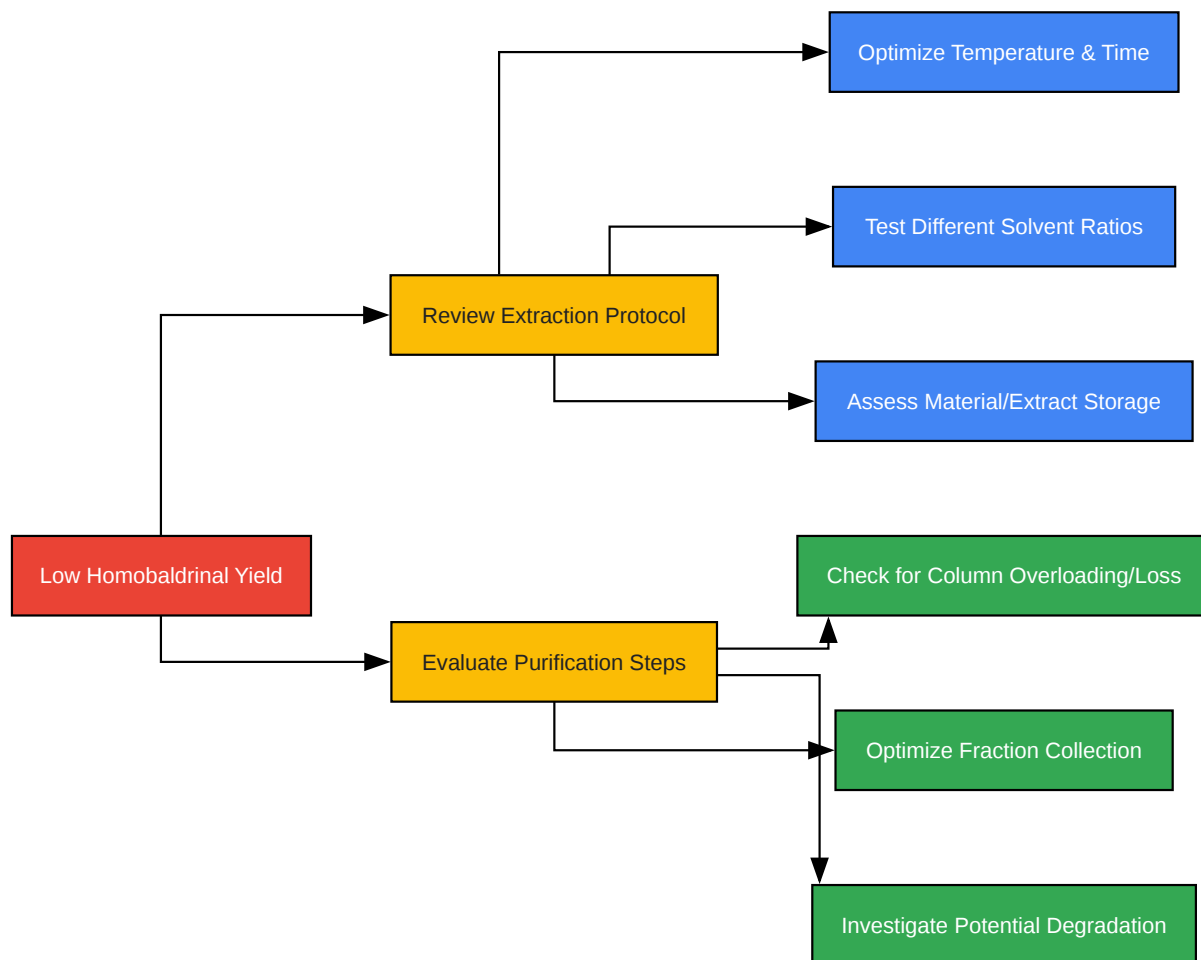 Optimize Temperature & Time
Test Different Solvent Ratios
Review Extraction Protocol
Assess Material/Extract Storage
Low Homobaldrinal Yield
Check for Column Overloading/Loss
Evaluate Purification Steps
Optimize Fraction Collection
Investigate Potential Degradation